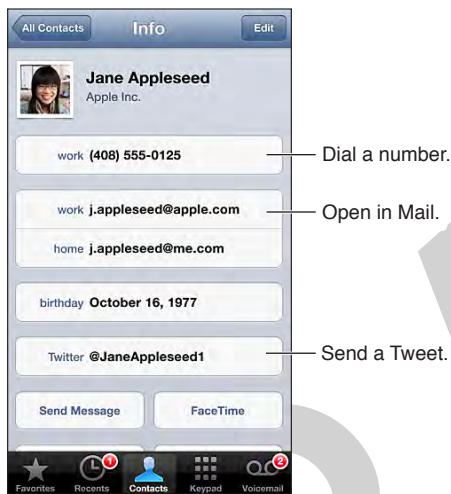 All Contacts Info Edit
Jane Appleseed
Apple Inc.
work (408) 555-0125 Dial a number.
work j.appleseed@apple.com Open in Mail.
home j.appleseed@me.com
birthday October 16, 1977
Twitter @JaneAppleseed1 Send a Tweet.
Send Message FaceTime
1 2
Favorites Recents Contacts Keypad Voicemail